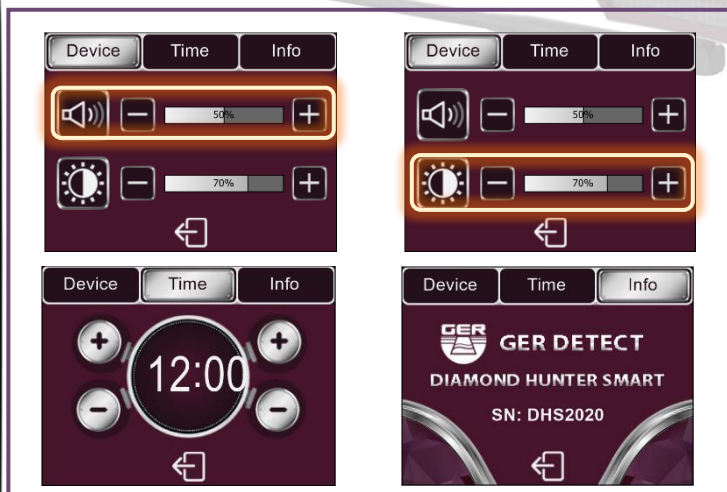 Device Time Info
50%
70%
Device Time Info
50%
70%
Device Time Info
12:00
Device Time Info
GER
GER DETECT
DIAMOND HUNTER SMART
SN: DHS2020